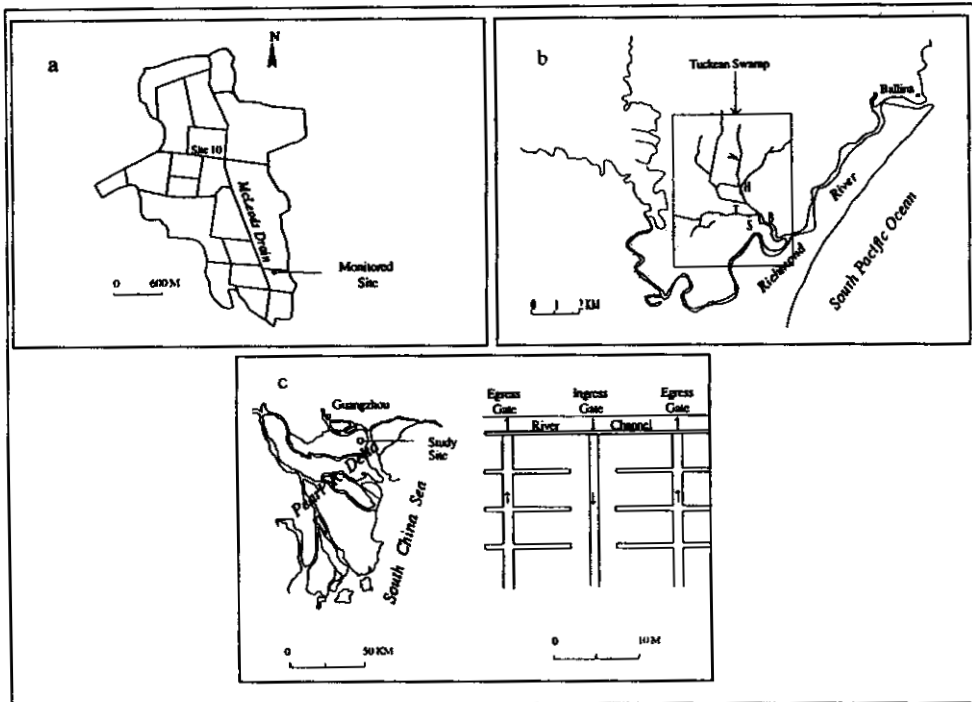 a
N
Site 10
McLeods Drain
Monitored
Site
0 600 M
b
Tuckean Swamp
Ballina
H
T
B
S
River
Richmond
South Pacific Ocean
0 1 2 KM
c
Guangzhou
Study
Site
Pearl R. Delta
South China Sea
0 50 KM
Egress
Gate
Ingress
Gate
Egress
Gate
River Channel
0 10 M